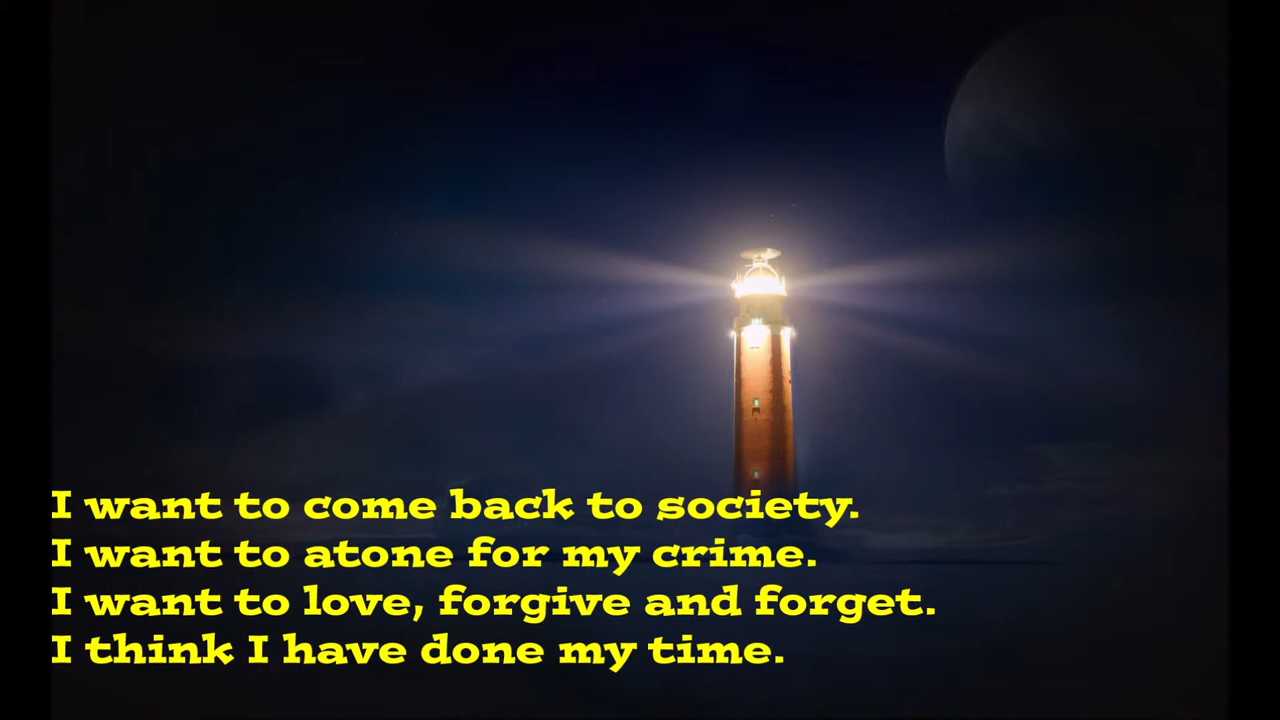 I want to come back to society.
I want to atone for my crime.
I want to love, forgive and forget.
I think I have done my time.